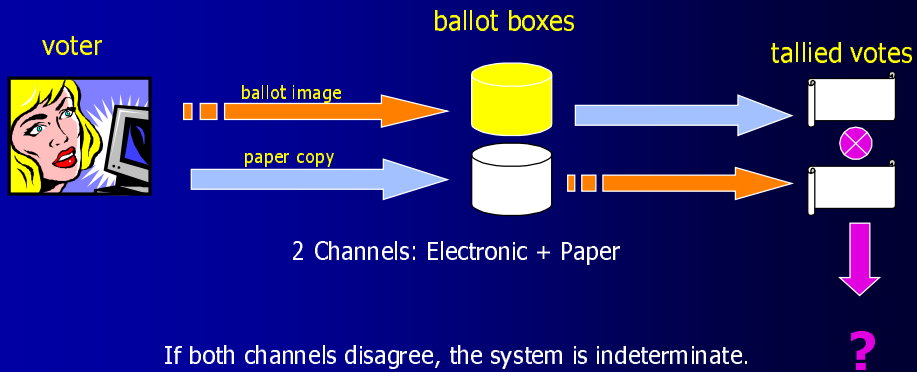 voter
ballot boxes
tallied votes
ballot image
paper copy
2 Channels: Electronic + Paper
If both channels disagree, the system is indeterminate.
?